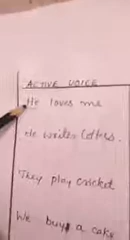 ACTIVE VOICE
He loves me
He writes letters.
They play cricket
We buy a cake